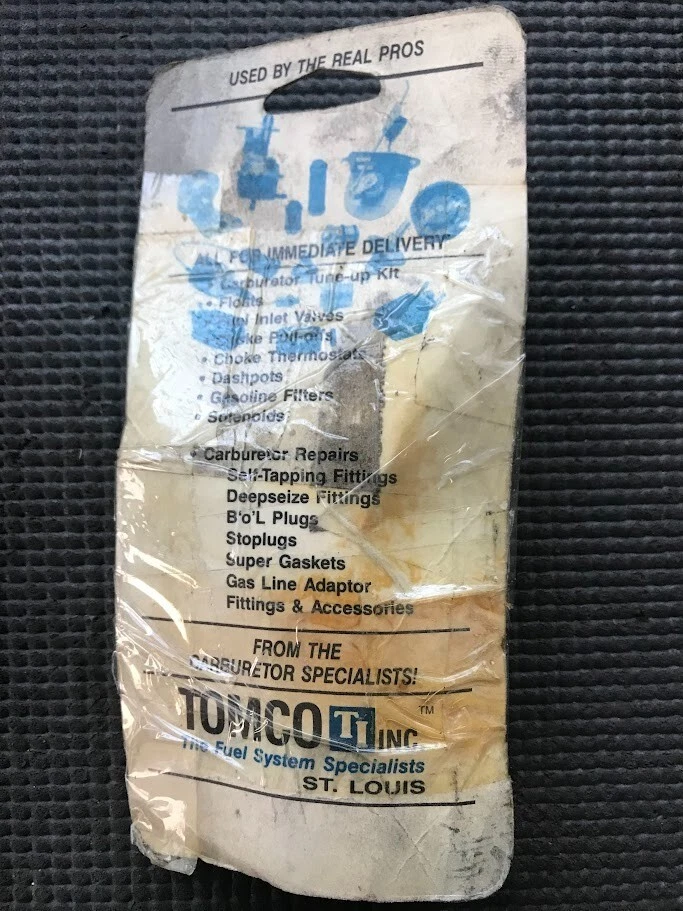 USED BY THE REAL PROS
ALL FOR IMMEDIATE DELIVERY
• Carburetor Tune-up Kit
• Floats
Inlet Valves
Pull-offs
• Choke Thermostats
• Dashpots
• Gasoline Filters
• Solenoids
• Carburetor Repairs
Self-Tapping Fittings
Deepseize Fittings
B'o'L Plugs
Stoplugs
Super Gaskets
Gas Line Adaptor
Fittings & Accessories
FROM THE
CARBURETOR SPECIALISTS!
TOMCO TI INC ™
The Fuel System Specialists
ST. LOUIS